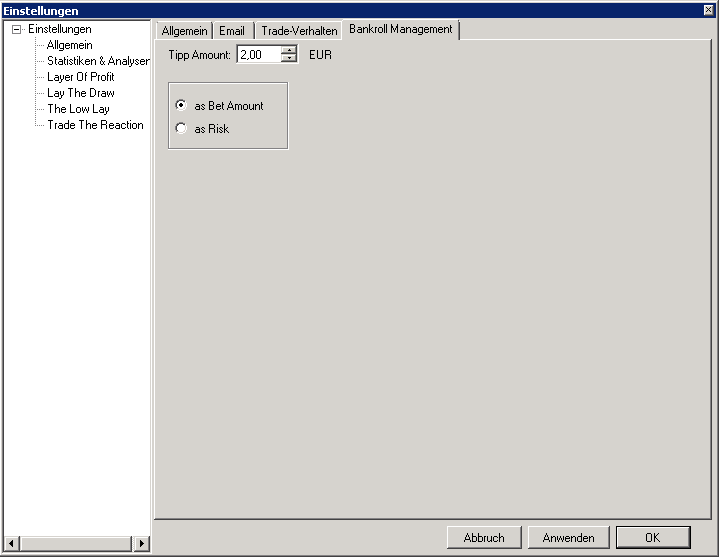 Einstellungen
Einstellungen
Allgemein
Statistiken & Analysen
Layer Of Profit
Lay The Draw
The Low Lay
Trade The Reaction
Allgemein Email Trade-Verhalten Bankroll Management
Tipp Amount: 2,00 EUR
as Bet Amount
as Risk
Abbruch Anwenden OK